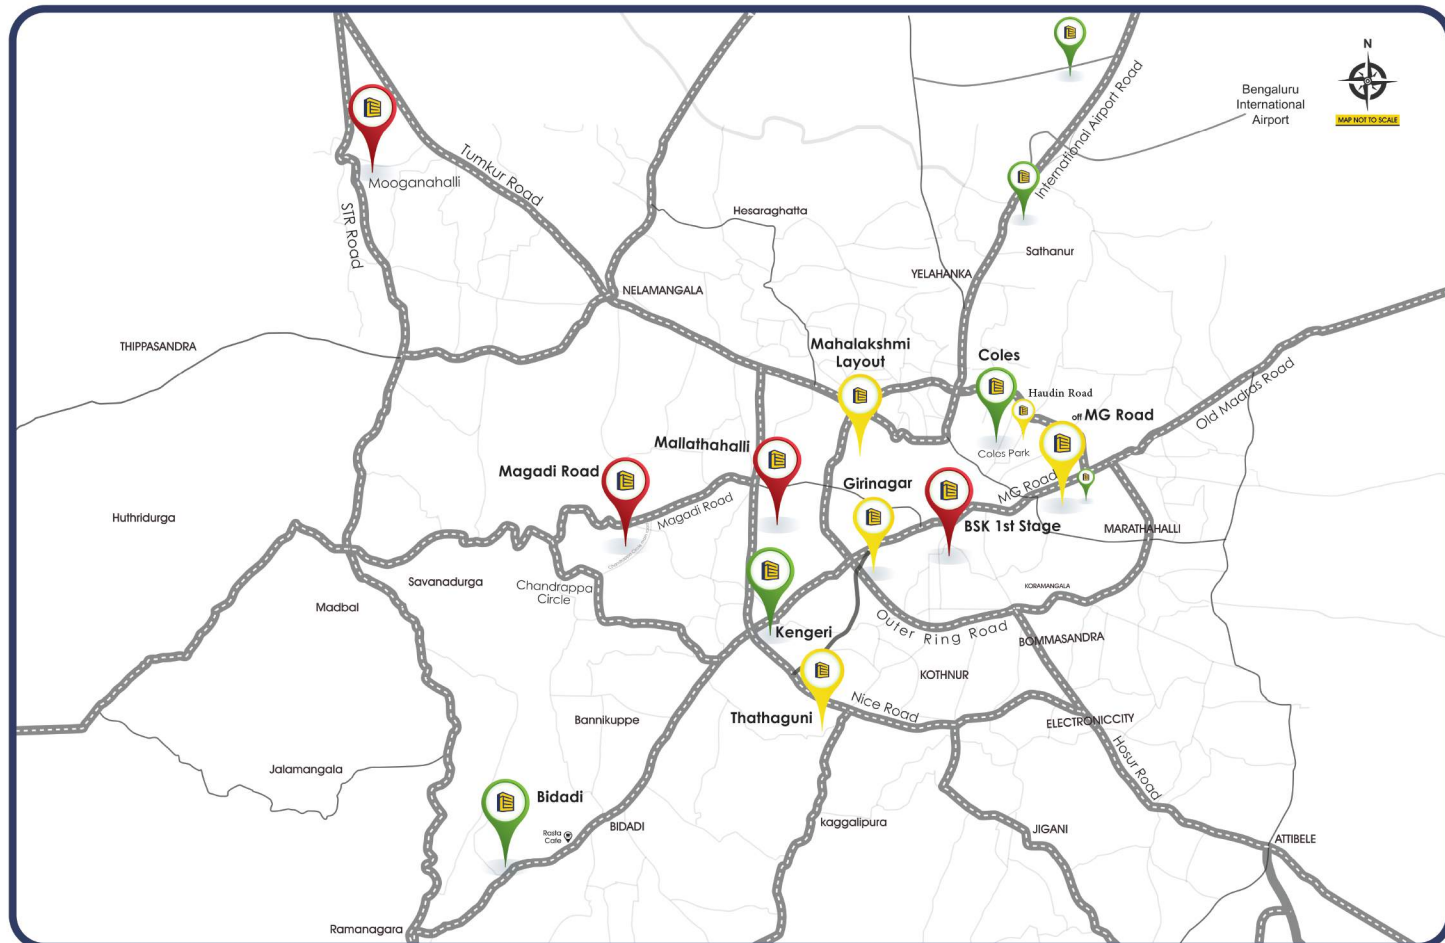 N
MAP NOT TO SCALE
Bengaluru
International
Airport
International Airport Road
Mooganahalli
Tumkur Road
STR Road
Hesaraghatta
Sathanur
YELAHANKA
NELAMANGALA
THIPPASANDRA
Mahalakshmi
Layout
Coles
Haudin Road
off MG Road
Old Madras Road
Coles Park
Mallathahalli
Magadi Road
Girinagar
MG Road
Magadi Road
BSK 1st Stage
MARATHAHALLI
Huthridurga
Savanadurga
Chandrappa
Circle
Madbal
KORAMANGALA
Outer Ring Road
Kengeri
BOMMASANDRA
KOTHNUR
Nice Road
Thathaguni
Bannikuppe
ELECTRONICCITY
Hosur Road
Jalamangala
Bidadi
BIDADI
Rasta
Cafe
kaggalipura
JIGANI
ATTIBELE
Ramanagara